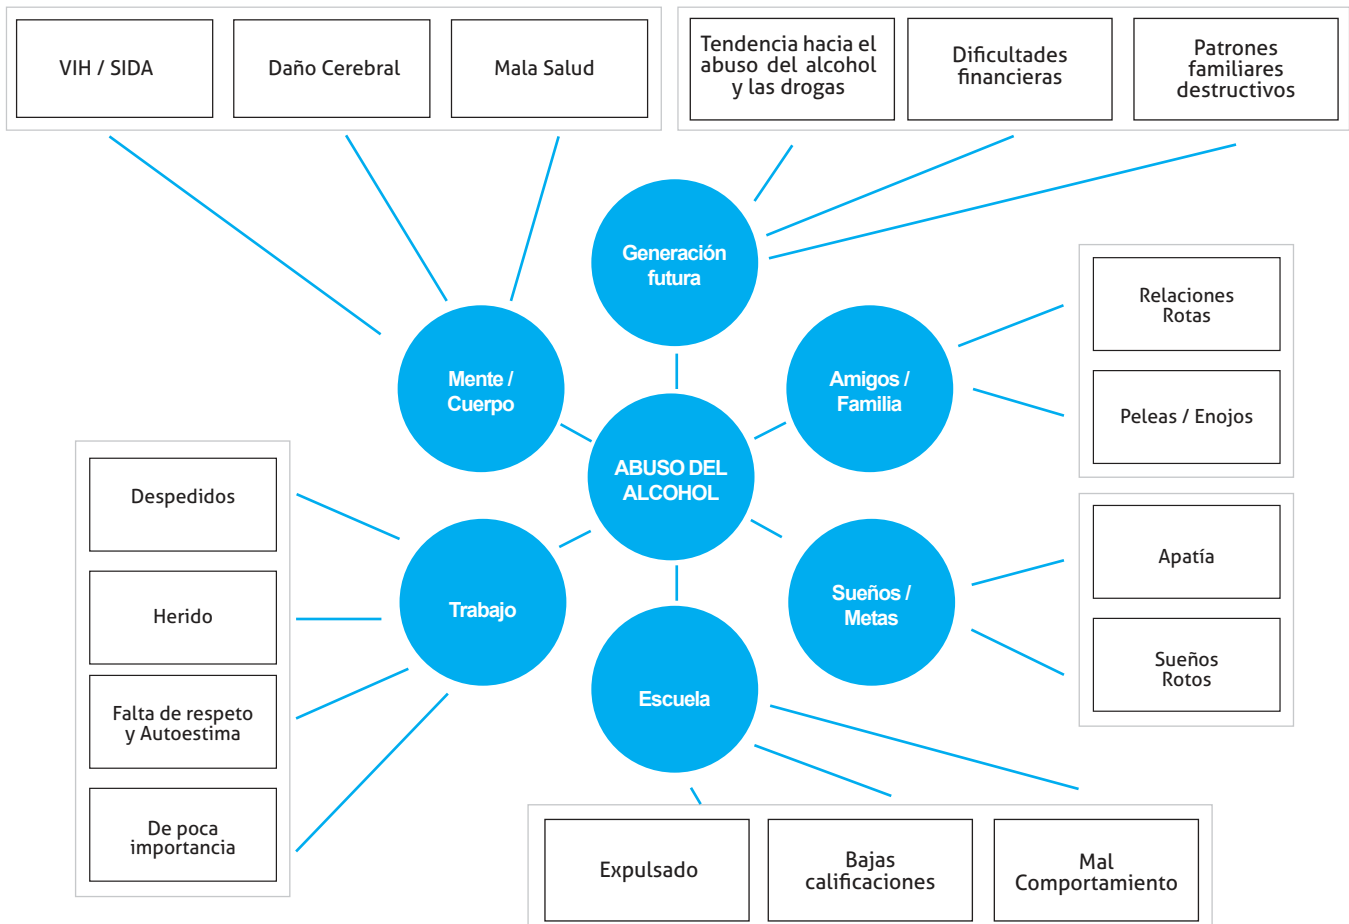 VIH / SIDA
Daño Cerebral
Mala Salud
Tendencia hacia el
abuso del alcohol
y las drogas
Dificultades
financieras
Patrones
familiares
destructivos
Generación
futura
Mente /
Cuerpo
Amigos /
Familia
Relaciones
Rotas
Peleas / Enojos
ABUSO DEL
ALCOHOL
Despedidos
Herido
Falta de respeto
y Autoestima
De poca
importancia
Trabajo
Sueños /
Metas
Apatía
Sueños
Rotos
Escuela
Expulsado
Bajas
calificaciones
Mal
Comportamiento